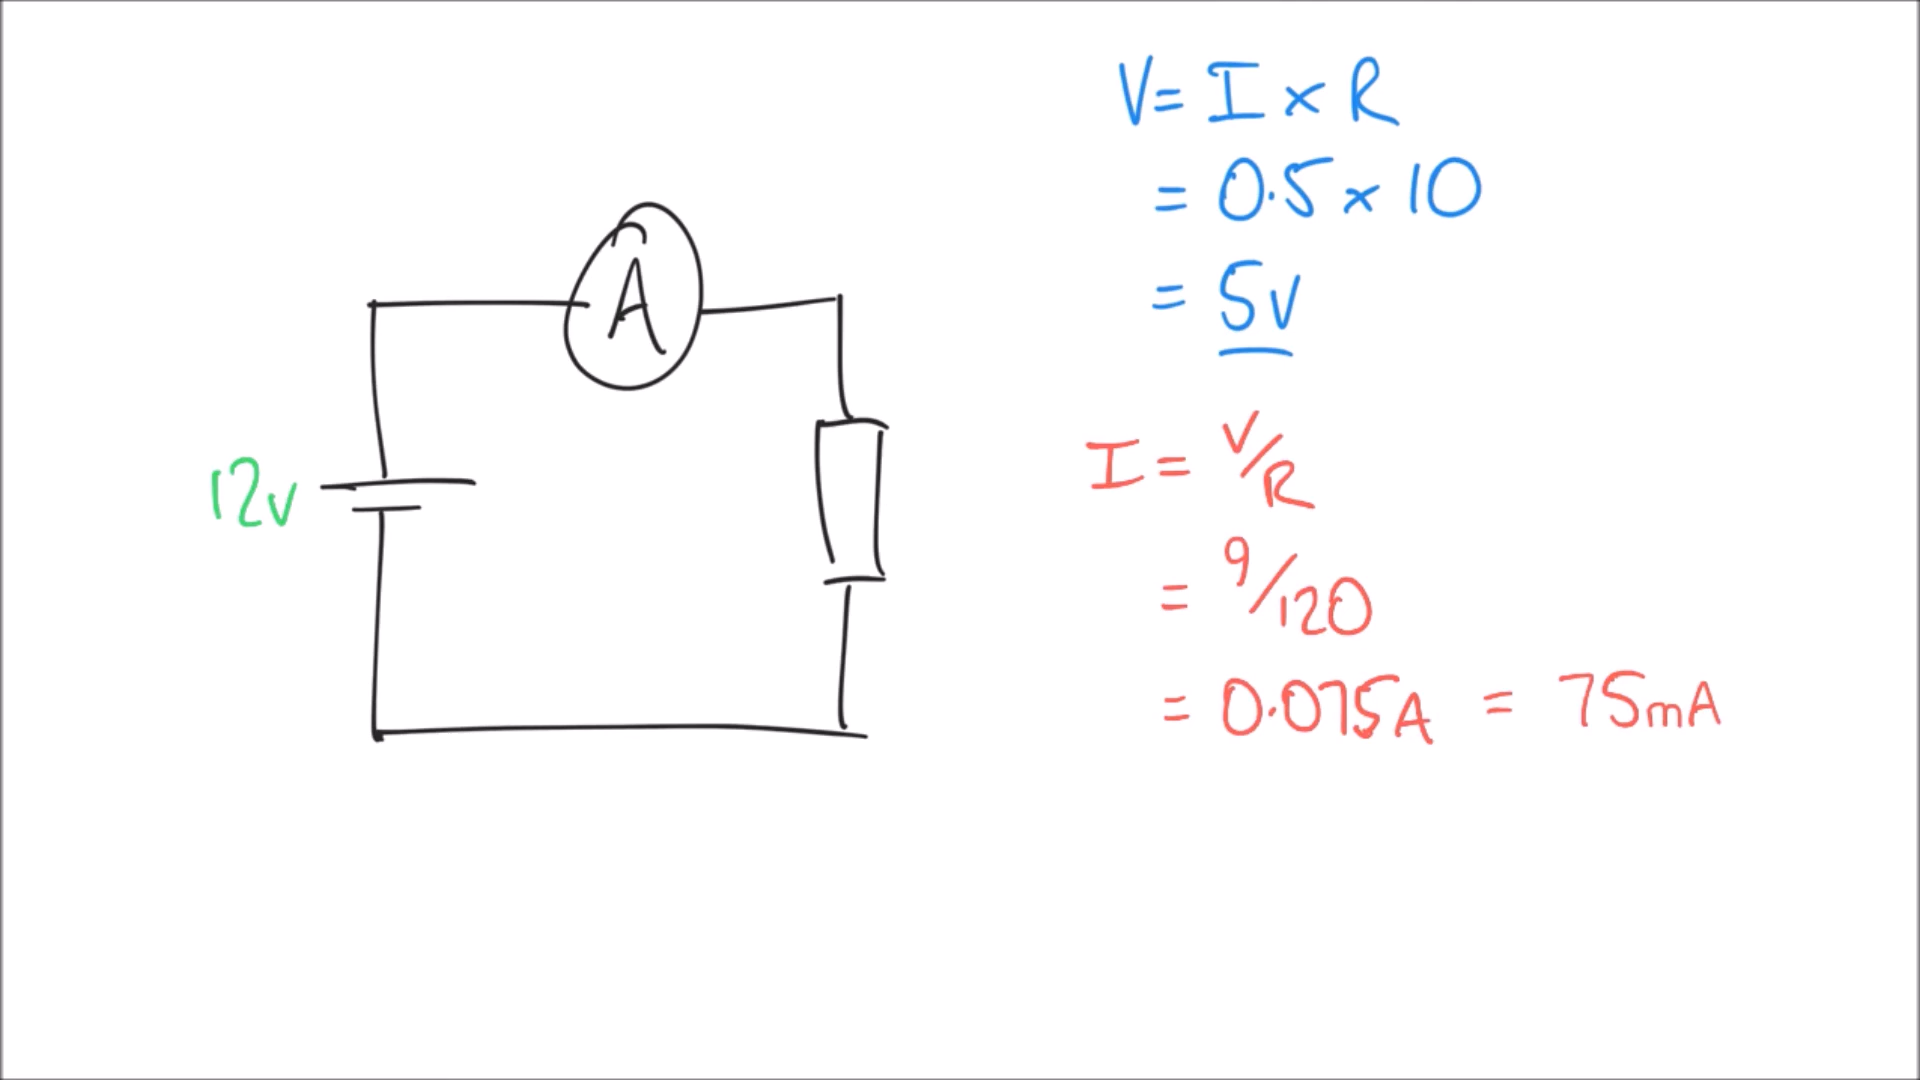 A
12v
V = I × R
= 0.5 × 10
= 5v
I = V/R
= 9/120
= 0.075A = 75mA